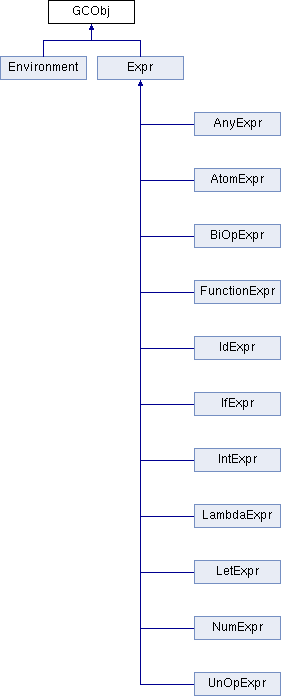 GCObj
Environment
Expr
AnyExpr
AtomExpr
BiOpExpr
FunctionExpr
IdExpr
IfExpr
IntExpr
LambdaExpr
LetExpr
NumExpr
UnOpExpr